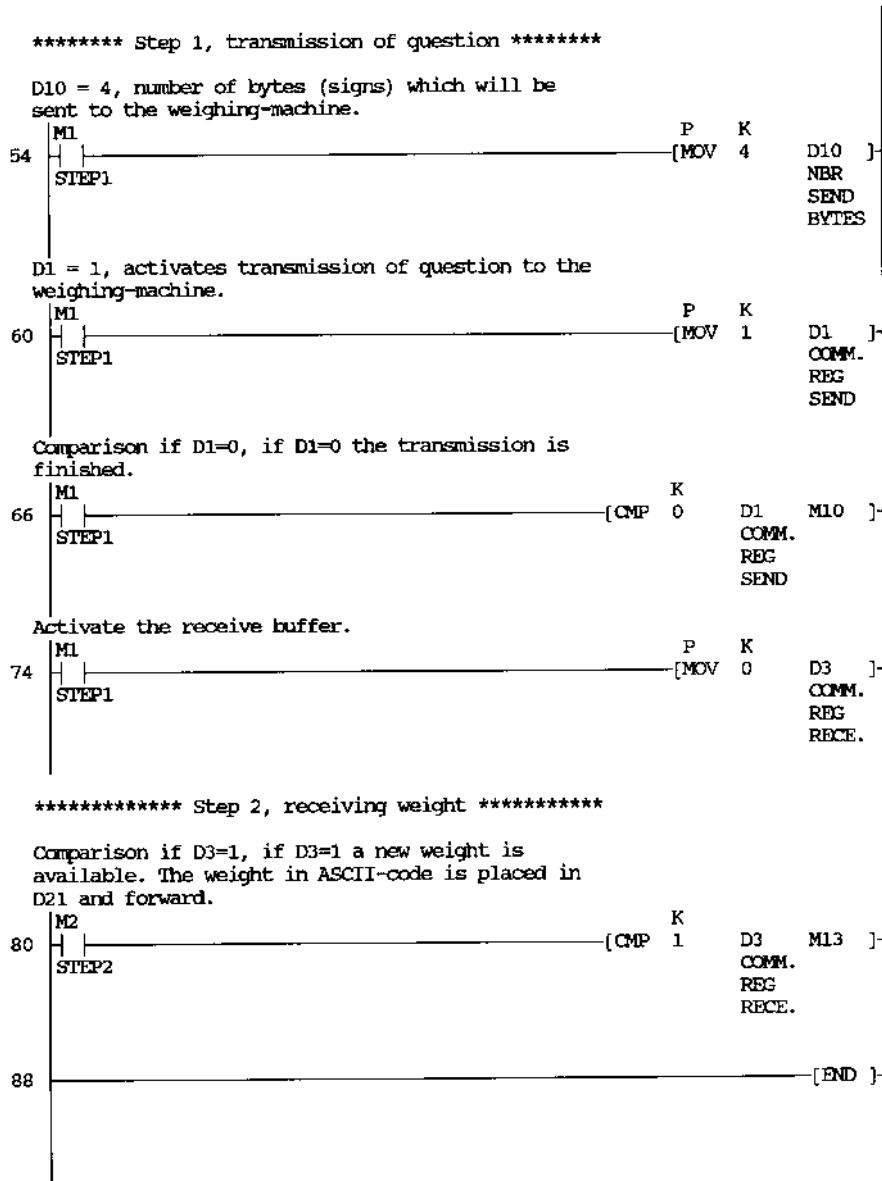 ******** Step 1, transmission of question ********
D10 = 4, number of bytes (signs) which will be
sent to the weighing-machine.
M1 P K
54 [MOV 4 D10 ]
STEP1 NBR
SEND
BYTES
D1 = 1, activates transmission of question to the
weighing-machine.
M1 P K
60 [MOV 1 D1 ]
STEP1 COMM.
REG
SEND
Comparison if D1=0, if D1=0 the transmission is
finished.
M1 K
66 [CMP 0 D1 M10 ]
STEP1 COMM.
REG
SEND
Activate the receive buffer.
M1 P K
74 [MOV 0 D3 ]
STEP1 COMM.
REG
RECE.
************* Step 2, receiving weight ***********
Comparison if D3=1, if D3=1 a new weight is
available. The weight in ASCII-code is placed in
D21 and forward.
M2 K
80 [CMP 1 D3 M13 ]
STEP2 COMM.
REG
RECE.
88 [END ]